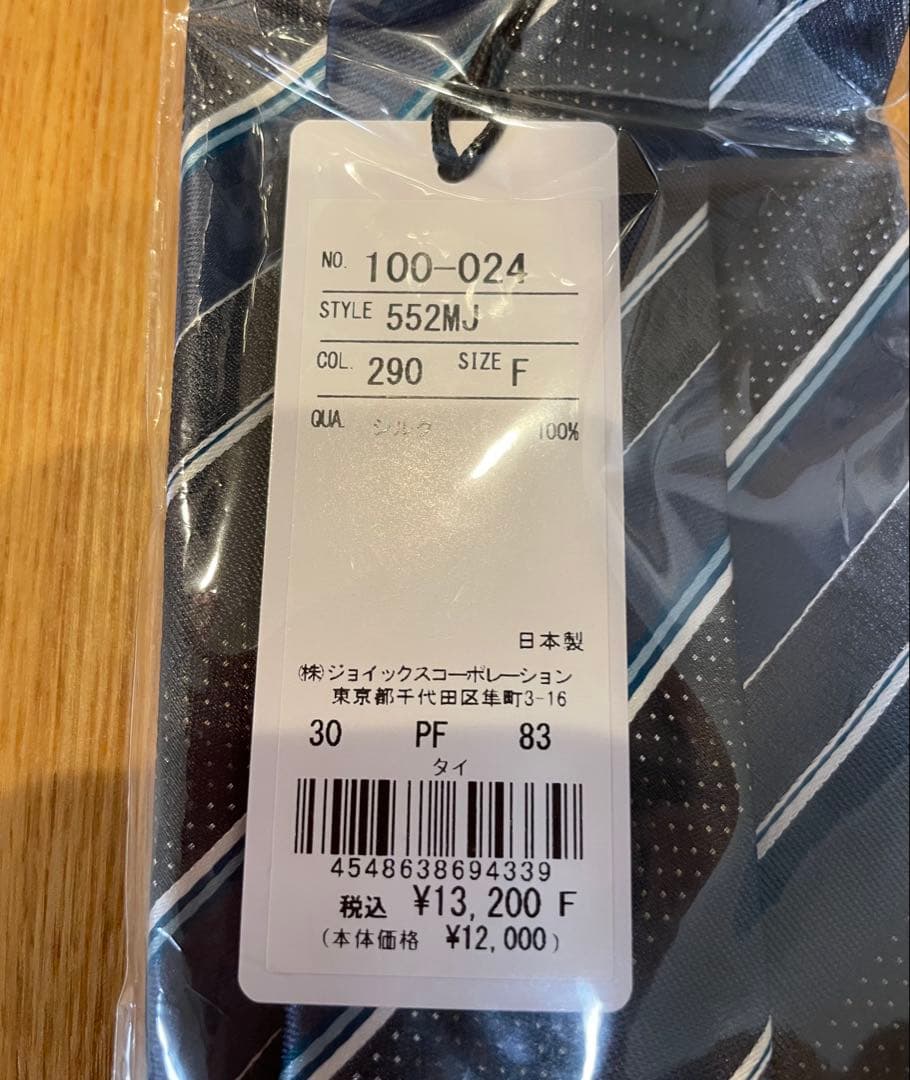 NO. 100-024
STYLE 552MJ
COL. 290 SIZE F
QUA. シルク 100%
日本製
(株)ジョイックスコーポレーション
東京都千代田区隼町3-16
30 PF 83
タイ
4548638694339
税込 ¥13,200 F
(本体価格 ¥12,000)